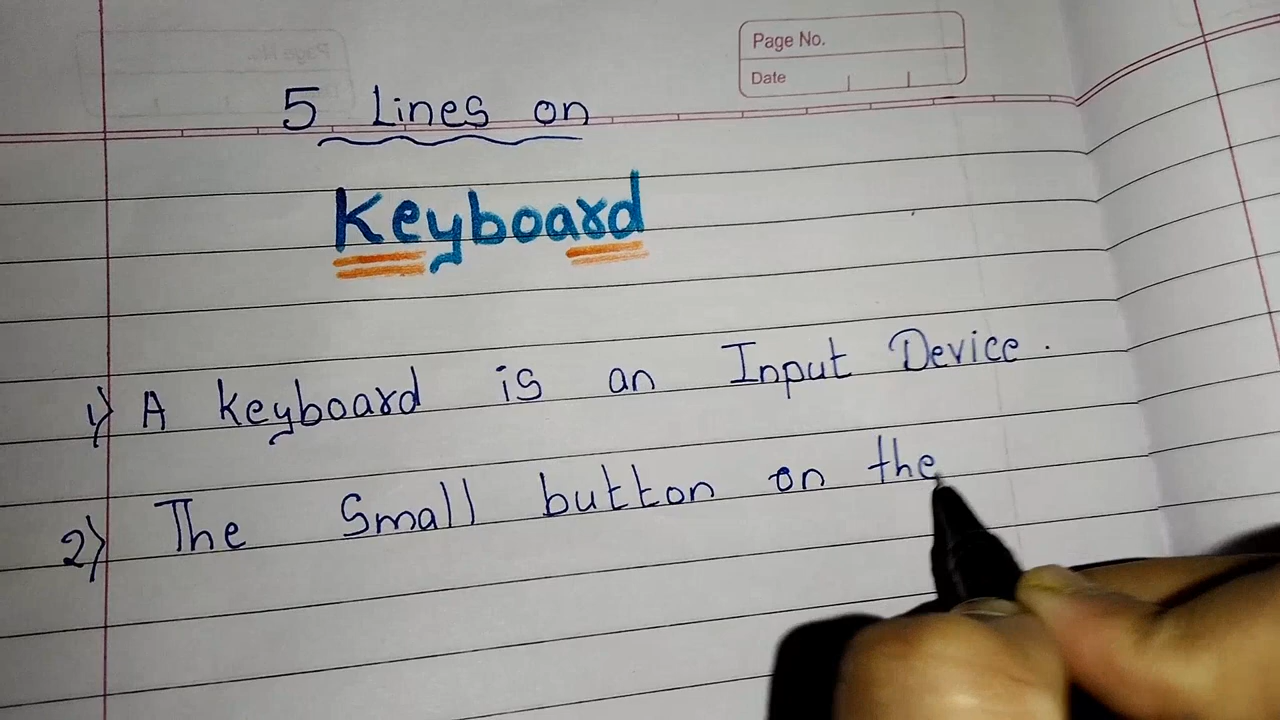 Page No.
Date
5 Lines on
Keyboard
1) A keyboard is an Input Device.
2) The Small button on the